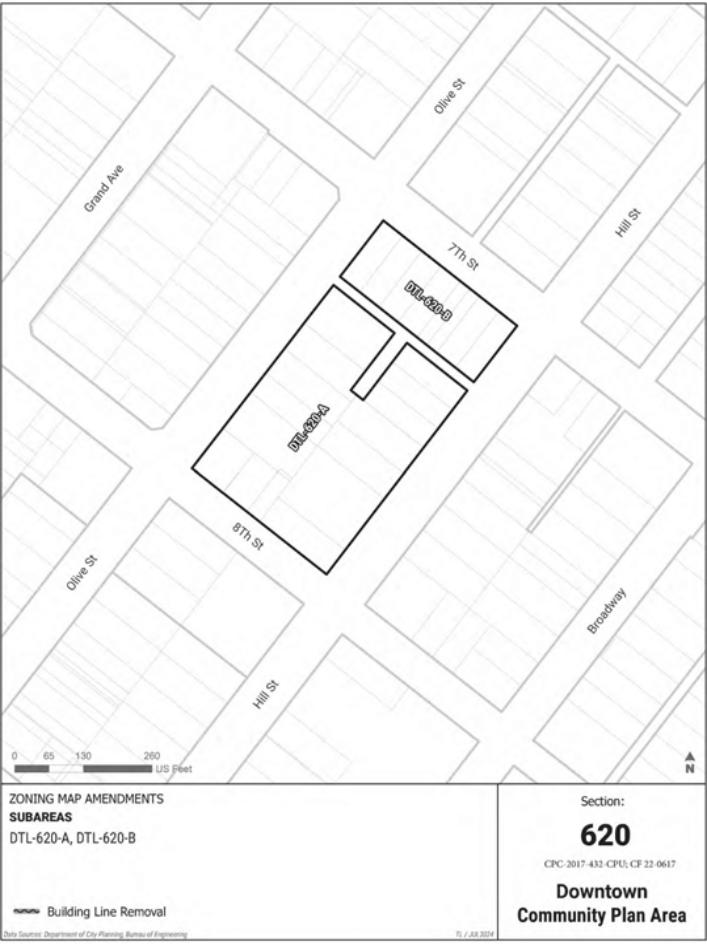 Olive St
Grand Ave
Hill St
7Th St
DTL-620-B
DTL-620-A
8Th St
Olive St
Broadway
Hill St
0 65 130 260
US Feet
N
ZONING MAP AMENDMENTS
SUBAREAS
DTL-620-A, DTL-620-B
Building Line Removal
Data Sources: Department of City Planning, Bureau of Engineering
TL / JUL 2024
Section:
620
CPC-2017-432-CPU; CF 22-0617
Downtown
Community Plan Area